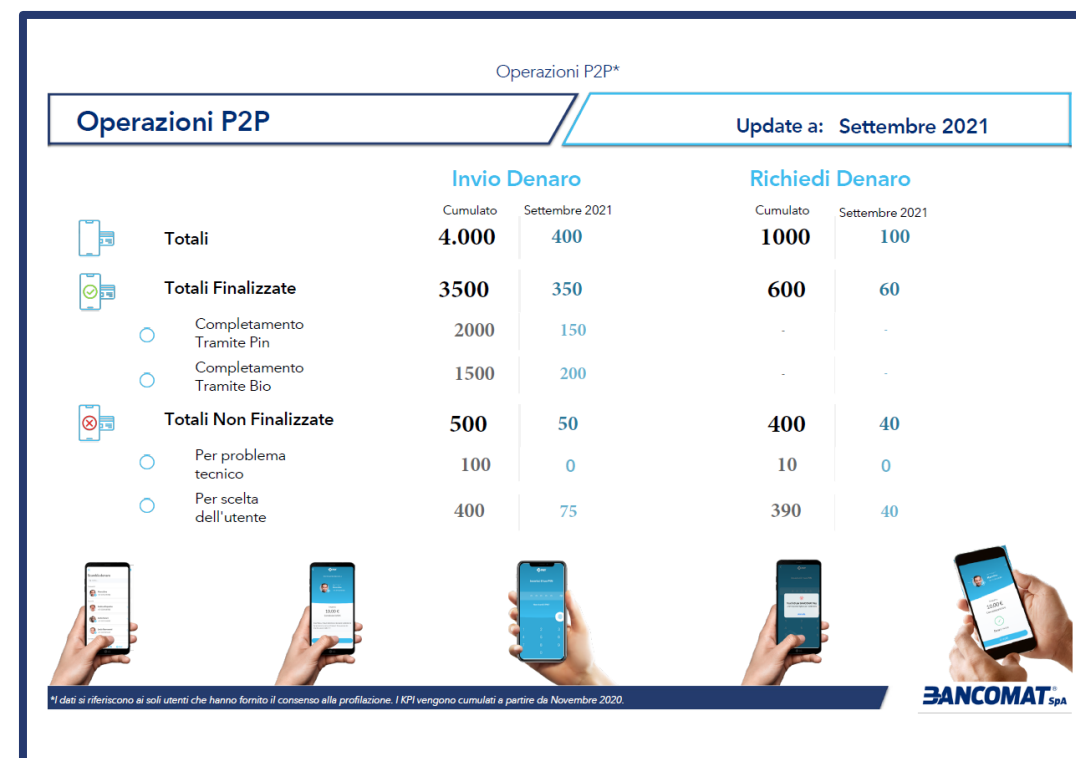 Operazioni P2P*
Operazioni P2P
Update a: Settembre 2021
Invio Denaro Richiedi Denaro
Cumulato Settembre 2021 Cumulato Settembre 2021
Totali 4.000 400 1000 100
Totali Finalizzate 3500 350 600 60
Completamento
Tramite Pin 2000 150 - -
Completamento
Tramite Bio 1500 200 - -
Totali Non Finalizzate 500 50 400 40
Per problema
tecnico 100 0 10 0
Per scelta
dell'utente 400 75 390 40
10,00 €
10,00 €
*I dati si riferiscono ai soli utenti che hanno fornito il consenso alla profilazione. I KPI vengono cumulati a partire da Novembre 2020.
BANCOMAT® SpA